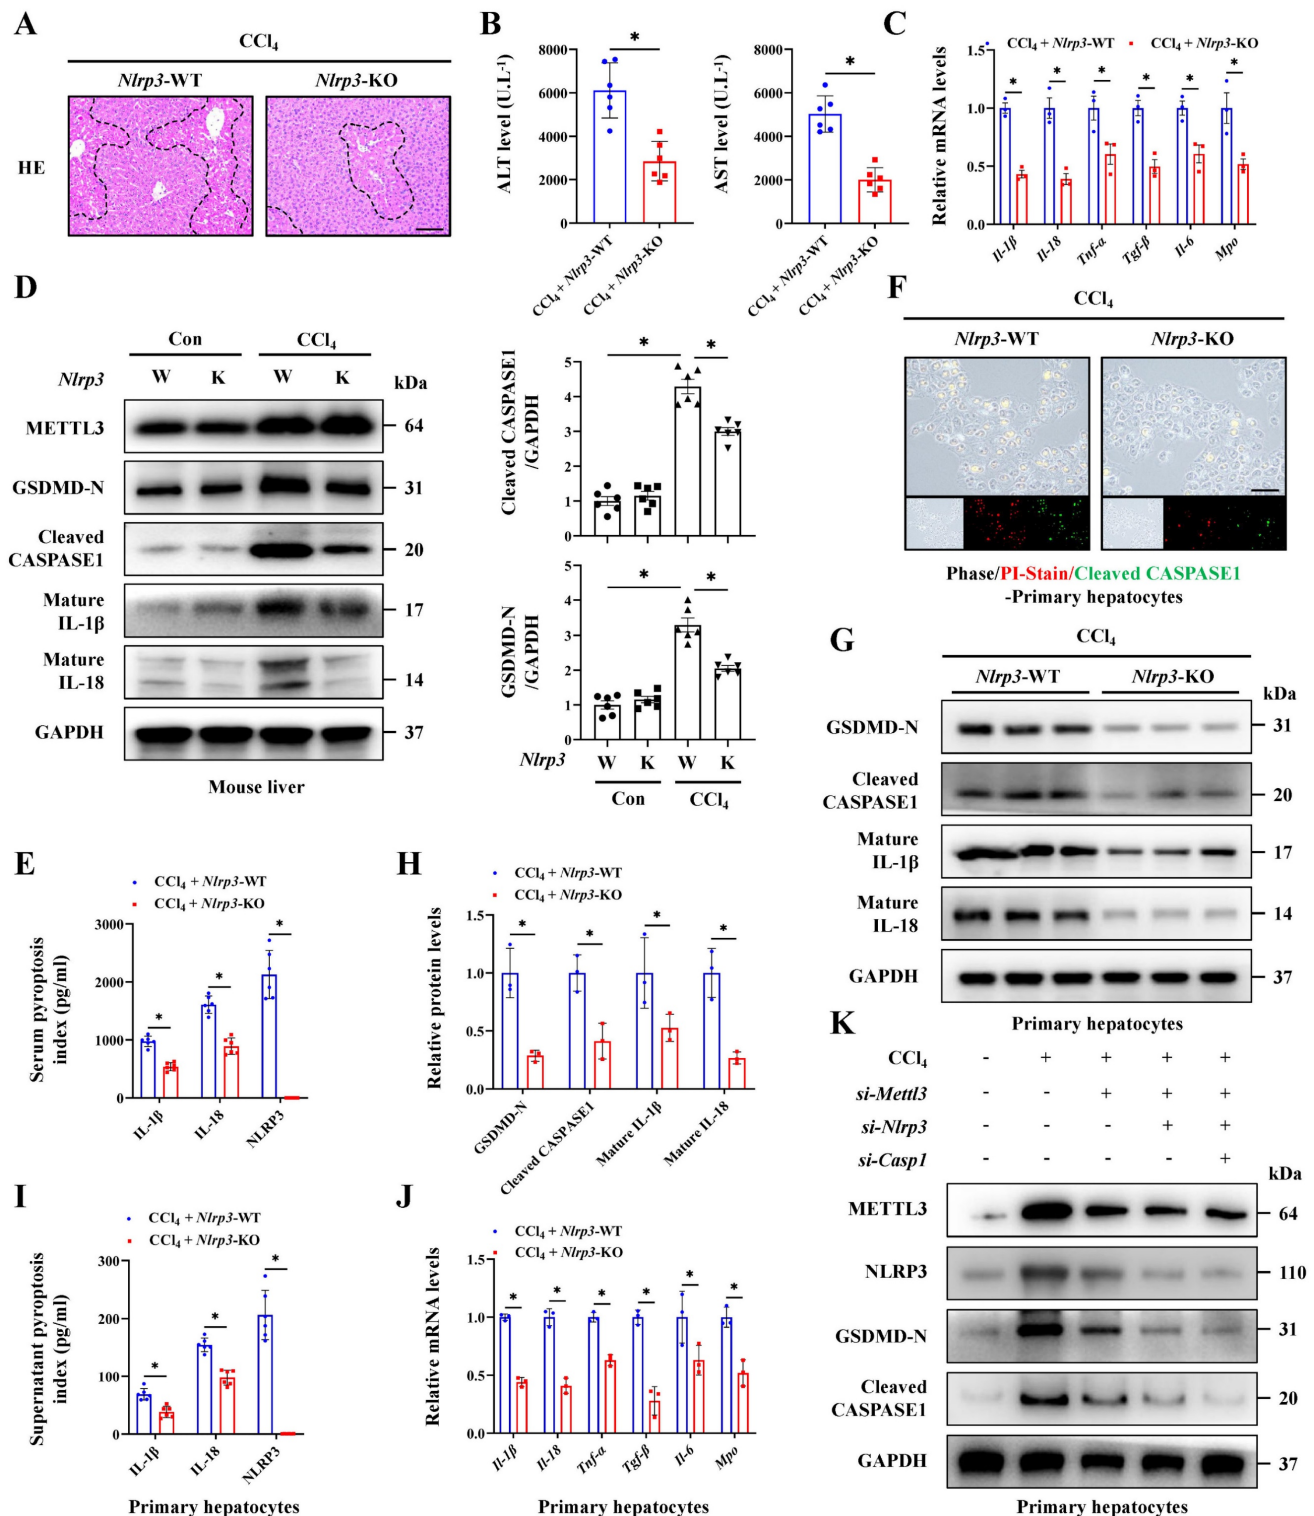 A
CCl4
Nlrp3-WT
Nlrp3-KO
HE
B
ALT level (U.L-1)
8000
6000
4000
2000
0
CCl4 + Nlrp3-WT
CCl4 + Nlrp3-KO
*
AST level (U.L-1)
8000
6000
4000
2000
0
CCl4 + Nlrp3-WT
CCl4 + Nlrp3-KO
*
C
CCl4 + Nlrp3-WT
CCl4 + Nlrp3-KO
Relative mRNA levels
1.5
1.0
0.5
0.0
* * * * * *
Il-1β Il-18 Tnf-α Tgf-β Il-6 Mpo
D
Con CCl4
Nlrp3 W K W K kDa
METTL3 64
GSDMD-N 31
Cleaved
CASPASE1 20
Mature
IL-1β 17
Mature
IL-18 14
GAPDH 37
Mouse liver
Cleaved CASPASE1
/GAPDH
5
4
3
2
1
0
* *
GSDMD-N
/GAPDH
5
4
3
2
1
0
* *
Nlrp3 W K W K
Con CCl4
F
CCl4
Nlrp3-WT Nlrp3-KO
Phase/PI-Stain/Cleaved CASPASE1
-Primary hepatocytes
G
CCl4
Nlrp3-WT Nlrp3-KO
kDa
GSDMD-N 31
Cleaved
CASPASE1 20
Mature
IL-1β 17
Mature
IL-18 14
GAPDH 37
Primary hepatocytes
E
CCl4 + Nlrp3-WT
CCl4 + Nlrp3-KO
Serum pyroptosis
index (pg/ml)
3000
2000
1000
0
* * *
IL-1β IL-18 NLRP3
H
CCl4 + Nlrp3-WT
CCl4 + Nlrp3-KO
Relative protein levels
1.5
1.0
0.5
0.0
* * * *
GSDMD-N Cleaved CASPASE1 Mature IL-1β Mature IL-18
I
CCl4 + Nlrp3-WT
CCl4 + Nlrp3-KO
Supernatant pyroptosis
index (pg/ml)
300
200
100
0
* * *
IL-1β IL-18 NLRP3
Primary hepatocytes
J
CCl4 + Nlrp3-WT
CCl4 + Nlrp3-KO
Relative mRNA levels
1.5
1.0
0.5
0.0
* * * * * *
Il-1β Il-18 Tnf-α Tgf-β Il-6 Mpo
Primary hepatocytes
K
CCl4 - + + + +
si-Mettl3 - - + + +
si-Nlrp3 - - - + +
si-Casp1 - - - - +
kDa
METTL3 64
NLRP3 110
GSDMD-N 31
Cleaved
CASPASE1 20
GAPDH 37
Primary hepatocytes